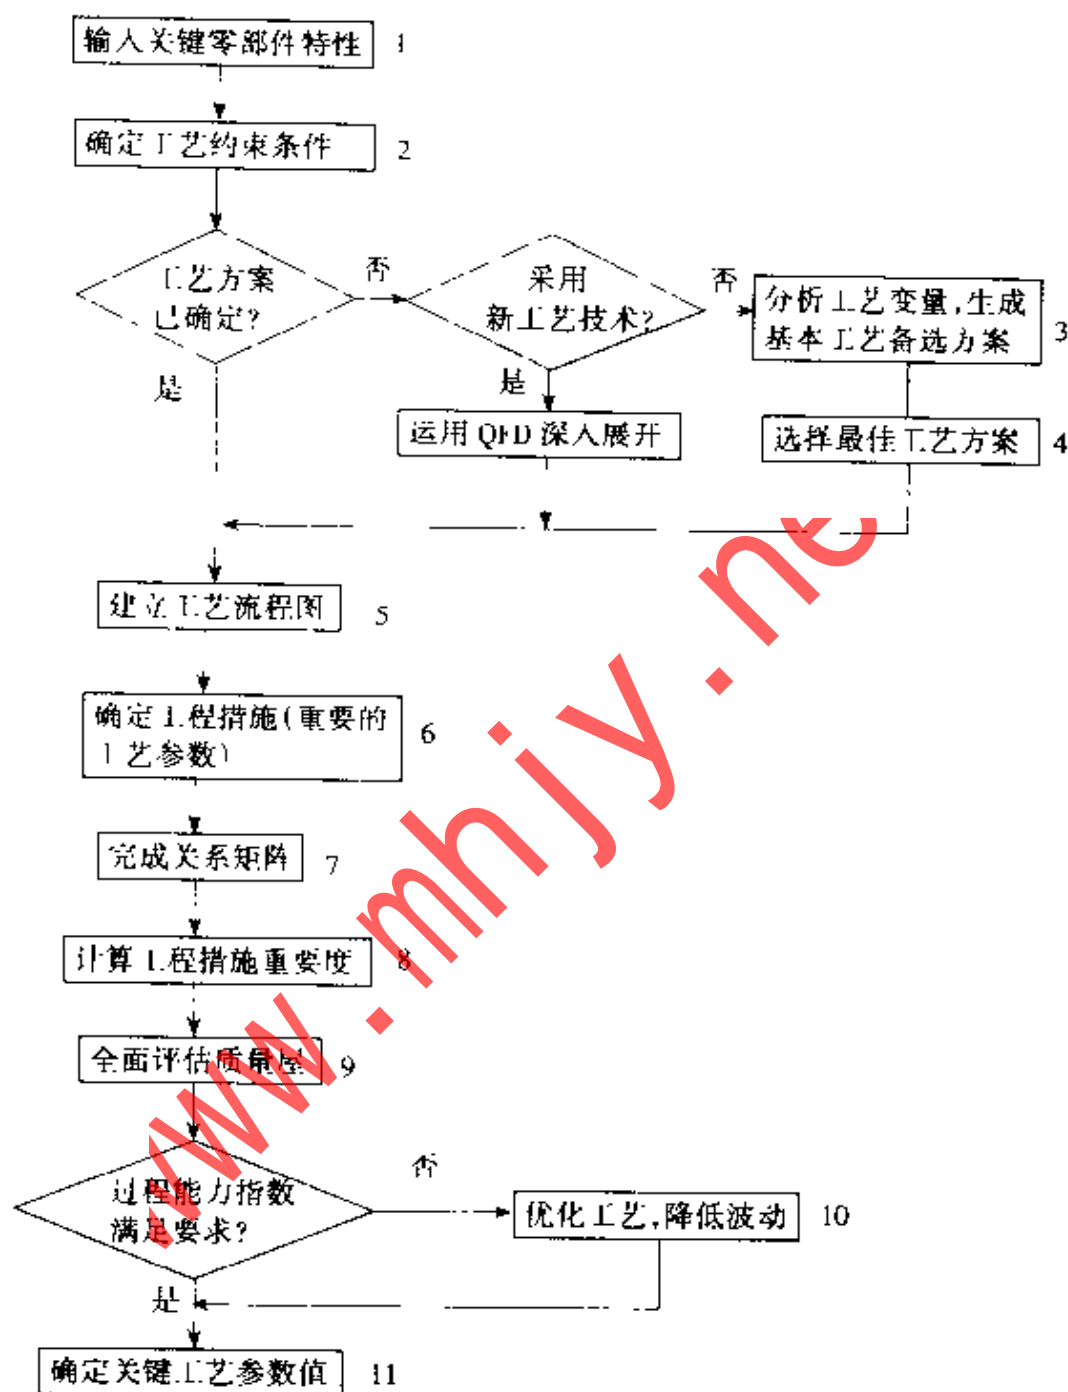 输入关键零部件特性 1
确定工艺约束条件 2
工艺方案
已确定?
否
采用
新工艺技术?
否
分析工艺变量,生成
基本工艺备选方案 3
是
是
运用 QFD 深入展开
选择最佳工艺方案 4
建立工艺流程图 5
确定工程措施(重要的
工艺参数) 6
完成关系矩阵 7
计算工程措施重要度 8
全面评估质量屋 9
过程能力指数
满足要求?
否
优化工艺,降低波动 10
是
确定关键工艺参数值 11
www.mhjy.ne